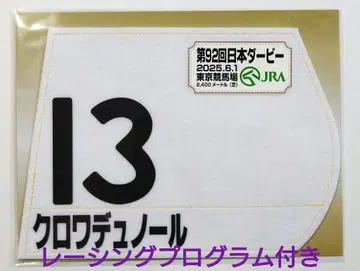 第92回日本ダービー
2025.6.1
東京競馬場
2,400メートル(芝)
JRA
13
クロワデュノール
レーシングプログラム付き